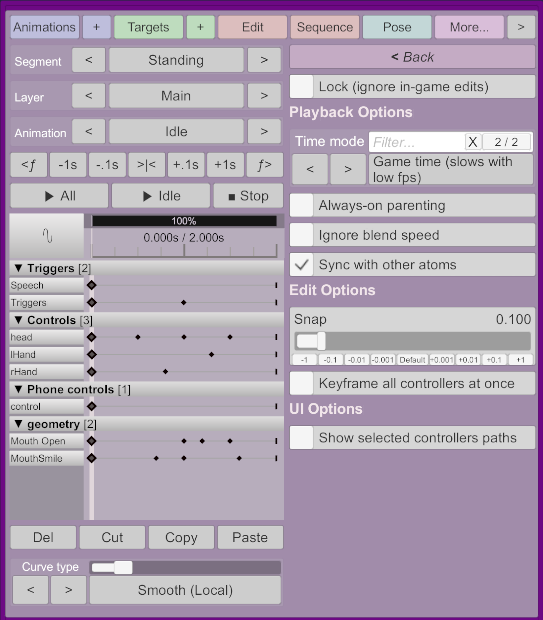 Animations + Targets + Edit Sequence Pose More... >
Segment < Standing >
Layer < Main >
Animation < Idle >
<ƒ -1s -.1s >|< +.1s +1s ƒ>
▶ All ▶ Idle ■ Stop
100%
0.000s / 2.000s
▼ Triggers [2]
Speech
Triggers
▼ Controls [3]
head
lHand
rHand
▼ Phone controls [1]
control
▼ geometry [2]
Mouth Open
MouthSmile
Del Cut Copy Paste
Curve type
< > Smooth (Local)
< Back
Lock (ignore in-game edits)
Playback Options
Time mode Filter... X 2 / 2
< > Game time (slows with
low fps)
Always-on parenting
Ignore blend speed
Sync with other atoms
Edit Options
Snap 0.100
-1 -0.1 -0.01 -0.001 Default +0.001 +0.01 +0.1 +1
Keyframe all controllers at once
UI Options
Show selected controllers paths